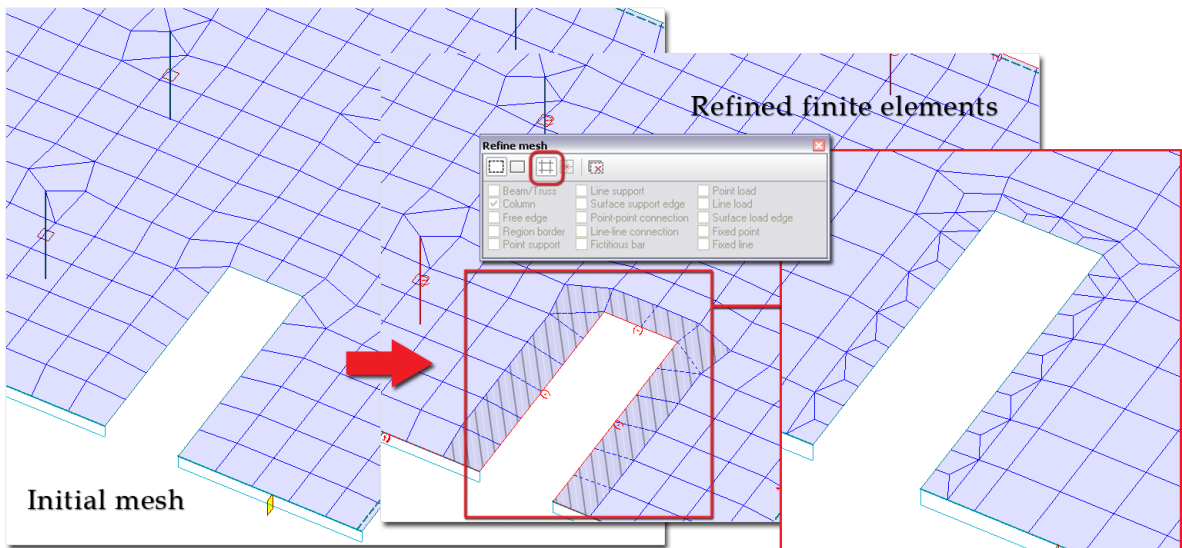 Refined finite elements
Refine mesh
Beam/Truss Line support Point load
Column Surface support edge Line load
Free edge Point-point connection Surface load edge
Region border Line-line connection Fixed point
Point support Fictitious bar Fixed line
Initial mesh